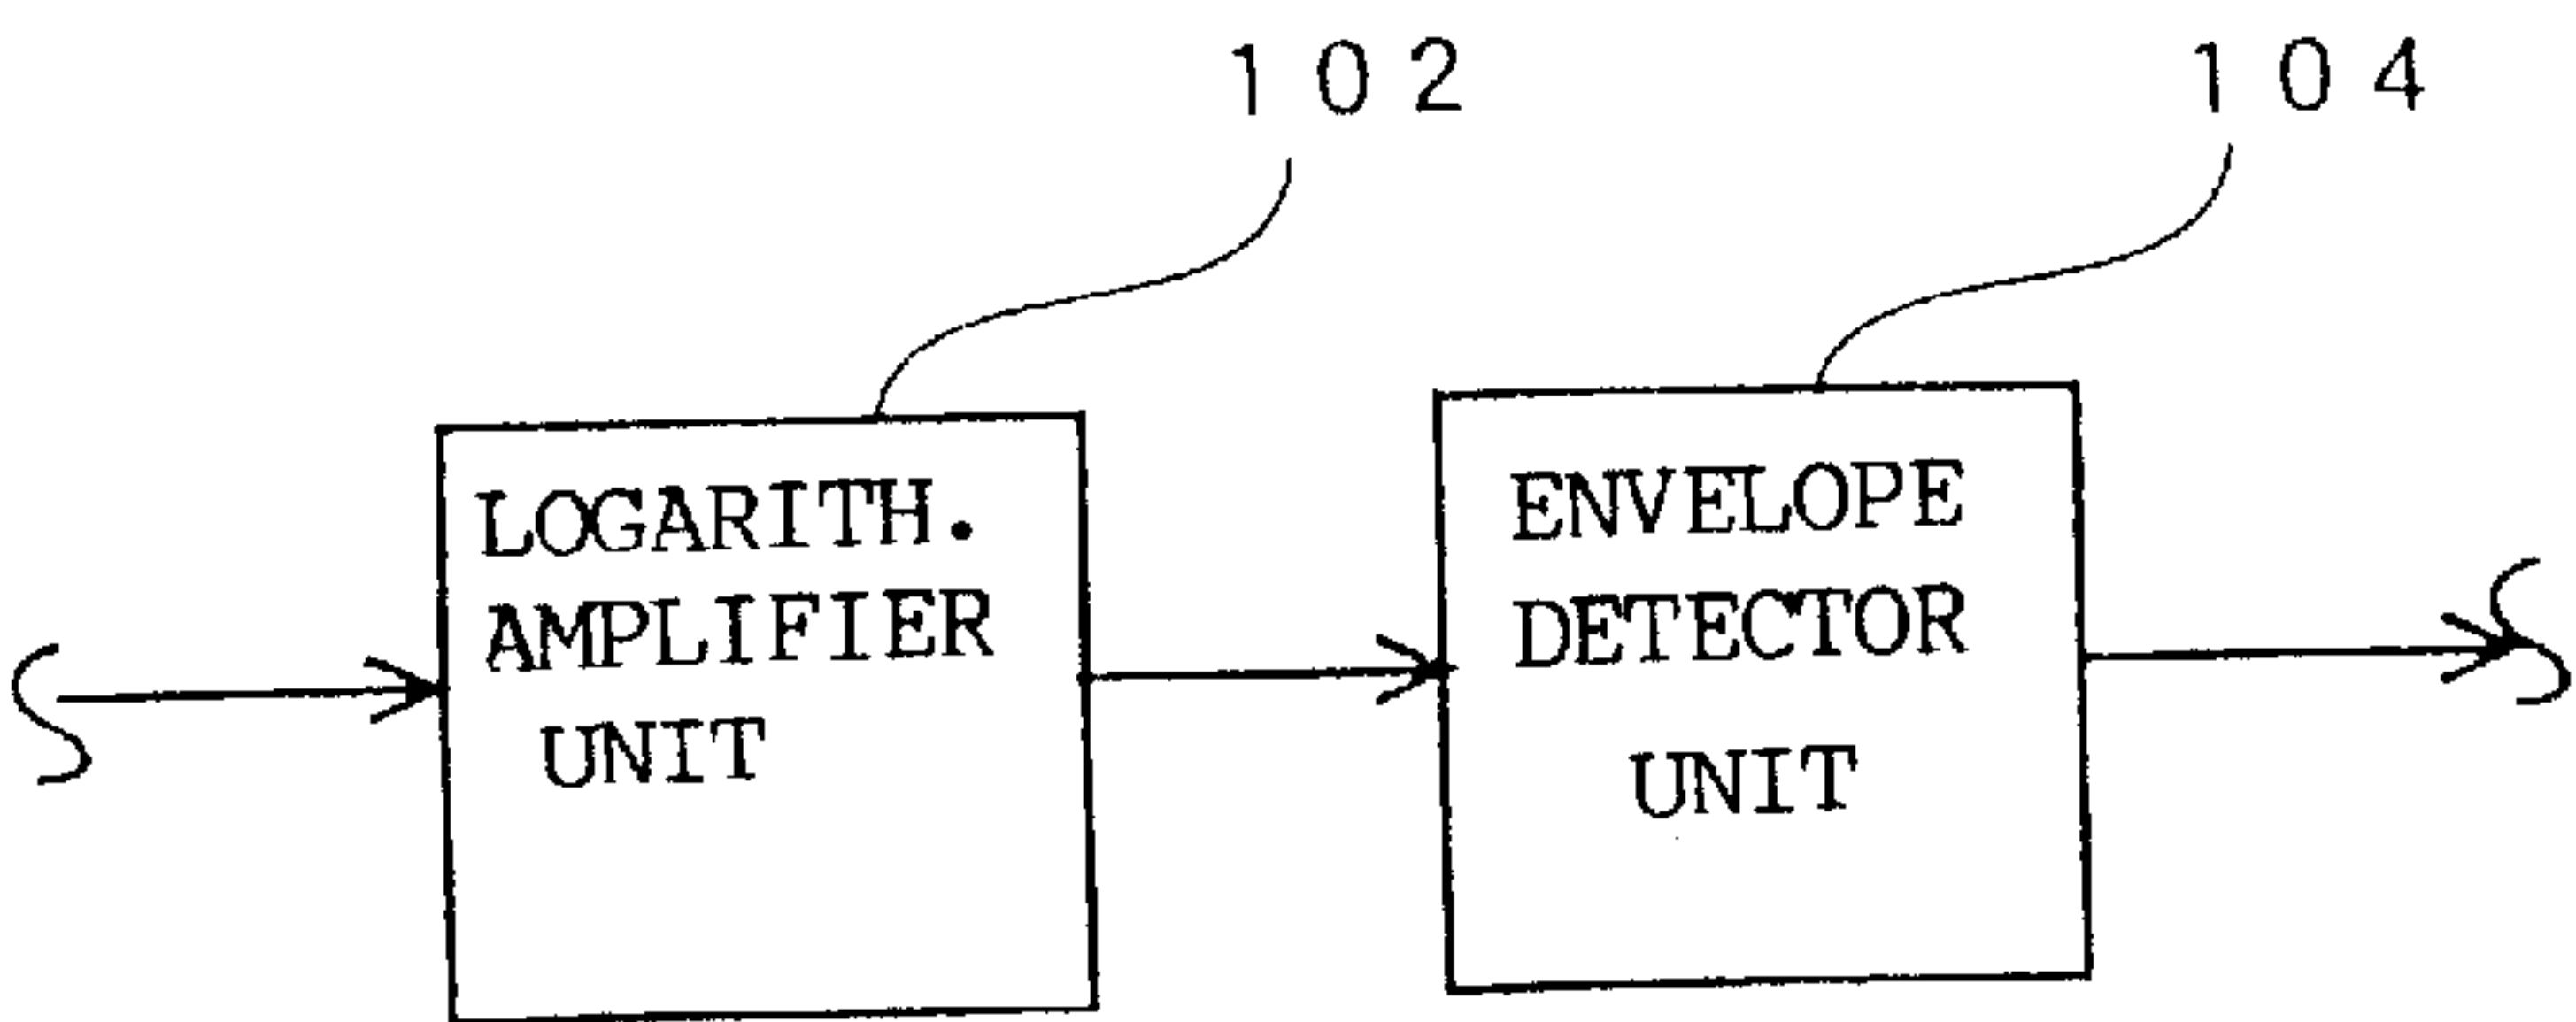 102
104
LOGARITH.
AMPLIFIER
UNIT
ENVELOPE
DETECTOR
UNIT